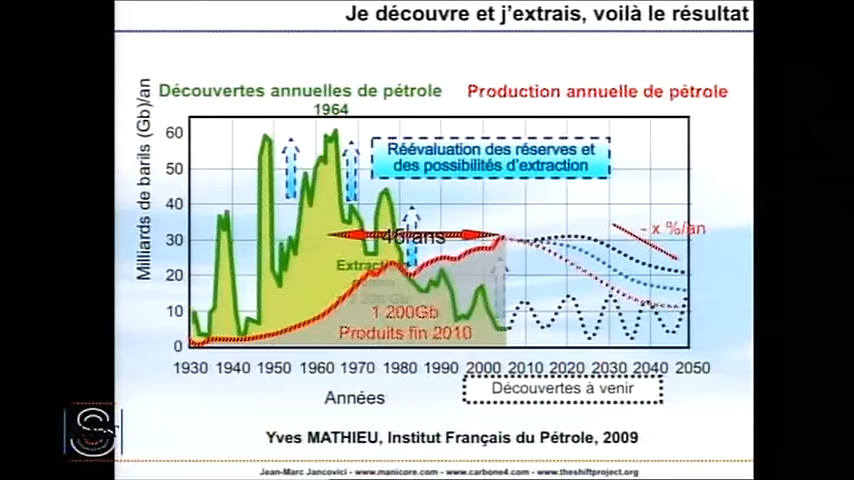 Je découvre et j'extrais, voilà le résultat
Découvertes annuelles de pétrole
Production annuelle de pétrole
1964
Milliards de barils (Gb)/an
60
50
40
30
20
10
0
Réévaluation des réserves et
des possibilités d'extraction
- x %/an
45 ans
1 200Gb
Produits fin 2010
1930 1940 1950 1960 1970 1980 1990 2000 2010 2020 2030 2040 2050
Découvertes à venir
Années
Yves MATHIEU, Institut Français du Pétrole, 2009
Jean-Marc Jancovici - www.manicore.com - www.carbone4.com - www.theshiftproject.org